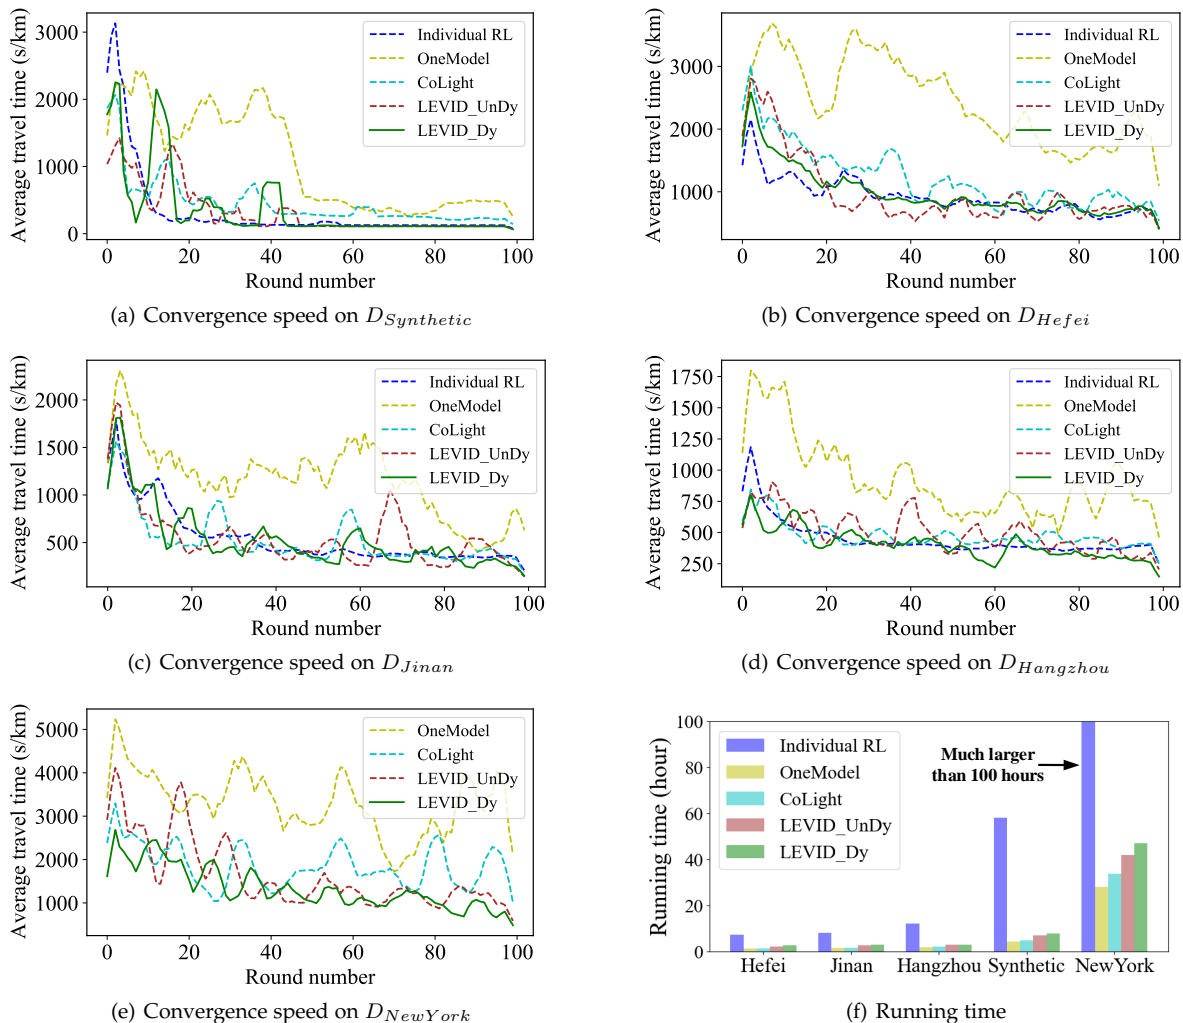 Average travel time (s/km)
3000
2000
1000
0
0 20 40 60 80 100
Round number
Individual RL
OneModel
CoLight
LEVID_UnDy
LEVID_Dy
(a) Convergence speed on D_Synthetic
Average travel time (s/km)
3000
2000
1000
0 20 40 60 80 100
Round number
Individual RL
OneModel
CoLight
LEVID_UnDy
LEVID_Dy
(b) Convergence speed on D_Hefei
Average travel time (s/km)
2000
1500
1000
500
0 20 40 60 80 100
Round number
Individual RL
OneModel
CoLight
LEVID_UnDy
LEVID_Dy
(c) Convergence speed on D_Jinan
Average travel time (s/km)
1750
1500
1250
1000
750
500
250
0 20 40 60 80 100
Round number
Individual RL
OneModel
CoLight
LEVID_UnDy
LEVID_Dy
(d) Convergence speed on D_Hangzhou
Average travel time (s/km)
5000
4000
3000
2000
1000
0 20 40 60 80 100
Round number
OneModel
CoLight
LEVID_UnDy
LEVID_Dy
(e) Convergence speed on D_NewYork
Running time (hour)
100
80
60
40
20
0
Individual RL
OneModel
CoLight
LEVID_UnDy
LEVID_Dy
Much larger
than 100 hours
Hefei Jinan Hangzhou Synthetic NewYork
(f) Running time